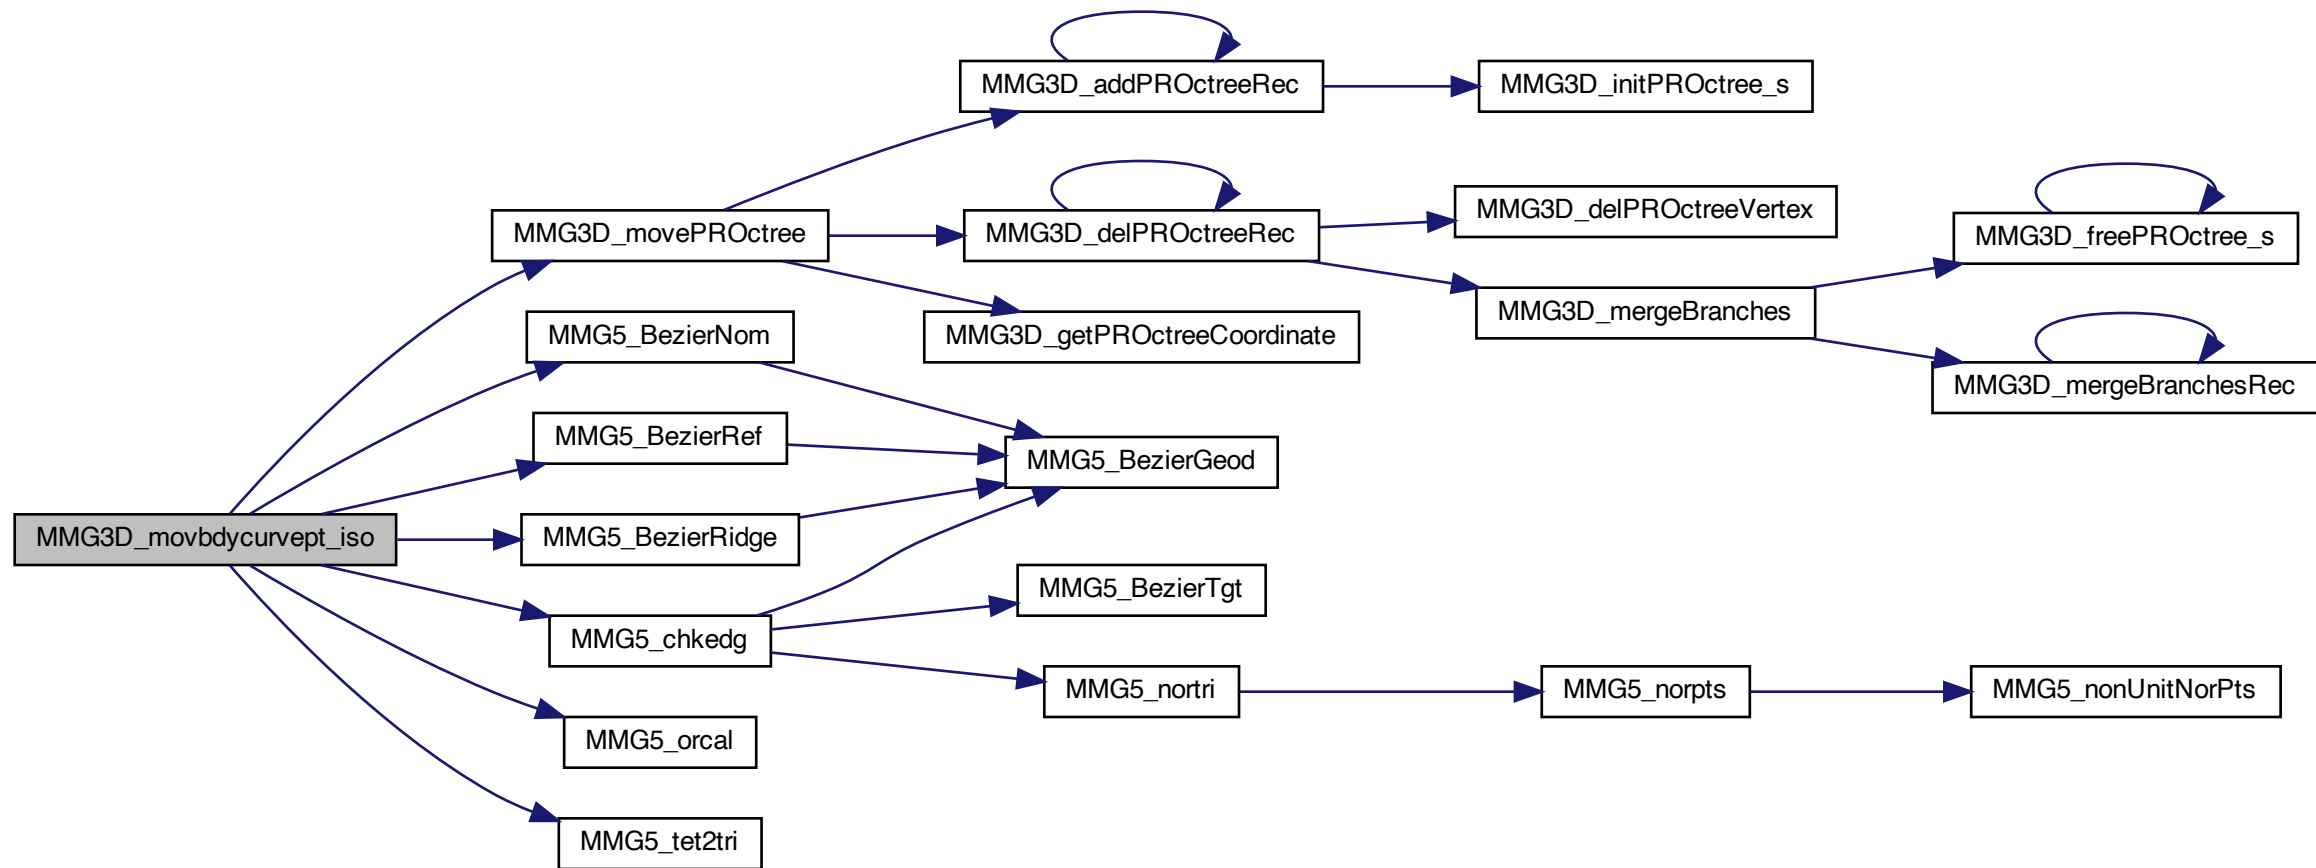 MMG3D_addPROctreeRec
MMG3D_initPROctree_s
MMG3D_movePROctree
MMG3D_delPROctreeRec
MMG3D_delPROctreeVertex
MMG3D_freePROctree_s
MMG5_BezierNom
MMG3D_getPROctreeCoordinate
MMG3D_mergeBranches
MMG3D_mergeBranchesRec
MMG5_BezierRef
MMG5_BezierGeod
MMG3D_movbdycurvept_iso
MMG5_BezierRidge
MMG5_BezierTgt
MMG5_chkedg
MMG5_nortri
MMG5_norpts
MMG5_nonUnitNorPts
MMG5_orcal
MMG5_tet2tri